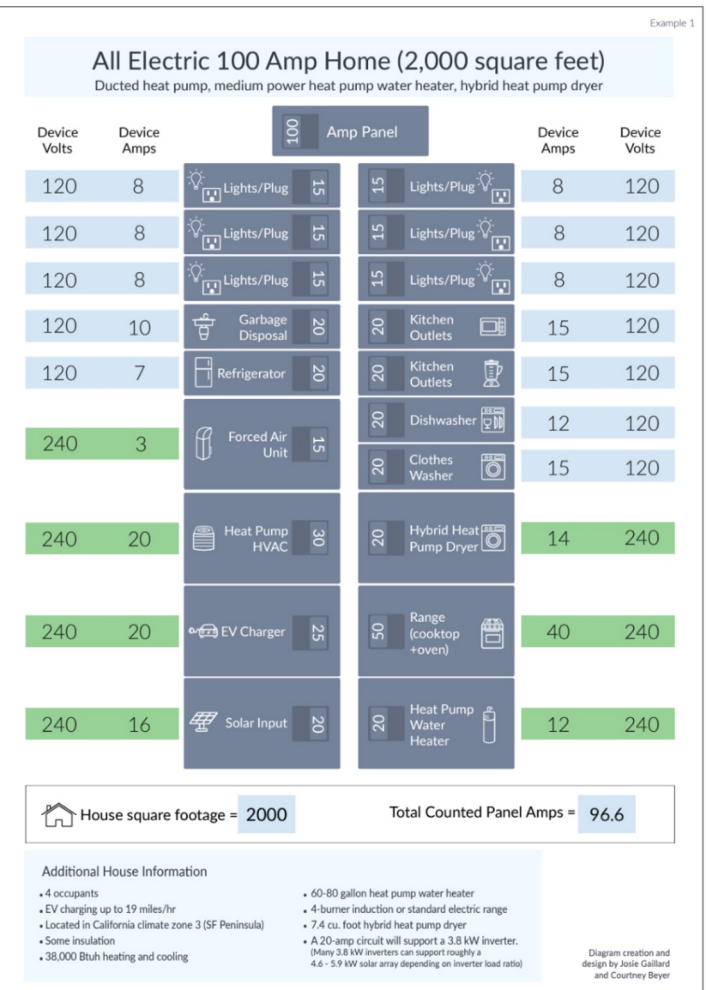 Example 1
All Electric 100 Amp Home (2,000 square feet)
Ducted heat pump, medium power heat pump water heater, hybrid heat pump dryer
100 Amp Panel
Device Volts
Device Amps
Device Amps
Device Volts
120 8 Lights/Plug 15
15 Lights/Plug 8 120
120 8 Lights/Plug 15
15 Lights/Plug 8 120
120 8 Lights/Plug 15
15 Lights/Plug 8 120
120 10 Garbage Disposal 20
20 Kitchen Outlets 15 120
120 7 Refrigerator 20
20 Kitchen Outlets 15 120
240 3 Forced Air Unit 15
20 Dishwasher 12 120
20 Clothes Washer 15 120
240 20 Heat Pump HVAC 30
20 Hybrid Heat Pump Dryer 14 240
240 20 EV Charger 25
50 Range (cooktop +oven) 40 240
240 16 Solar Input 20
20 Heat Pump Water Heater 12 240
House square footage = 2000
Total Counted Panel Amps = 96.6
Additional House Information
• 4 occupants
• EV charging up to 19 miles/hr
• Located in California climate zone 3 (SF Peninsula)
• Some insulation
• 38,000 Btuh heating and cooling
• 60-80 gallon heat pump water heater
• 4-burner induction or standard electric range
• 7.4 cu. foot hybrid heat pump dryer
• A 20-amp circuit will support a 3.8 kW inverter.
(Many 3.8 kW inverters can support roughly a
4.6 - 5.9 kW solar array depending on inverter load ratio)
Diagram creation and
design by Josie Gaillard
and Courtney Beyer